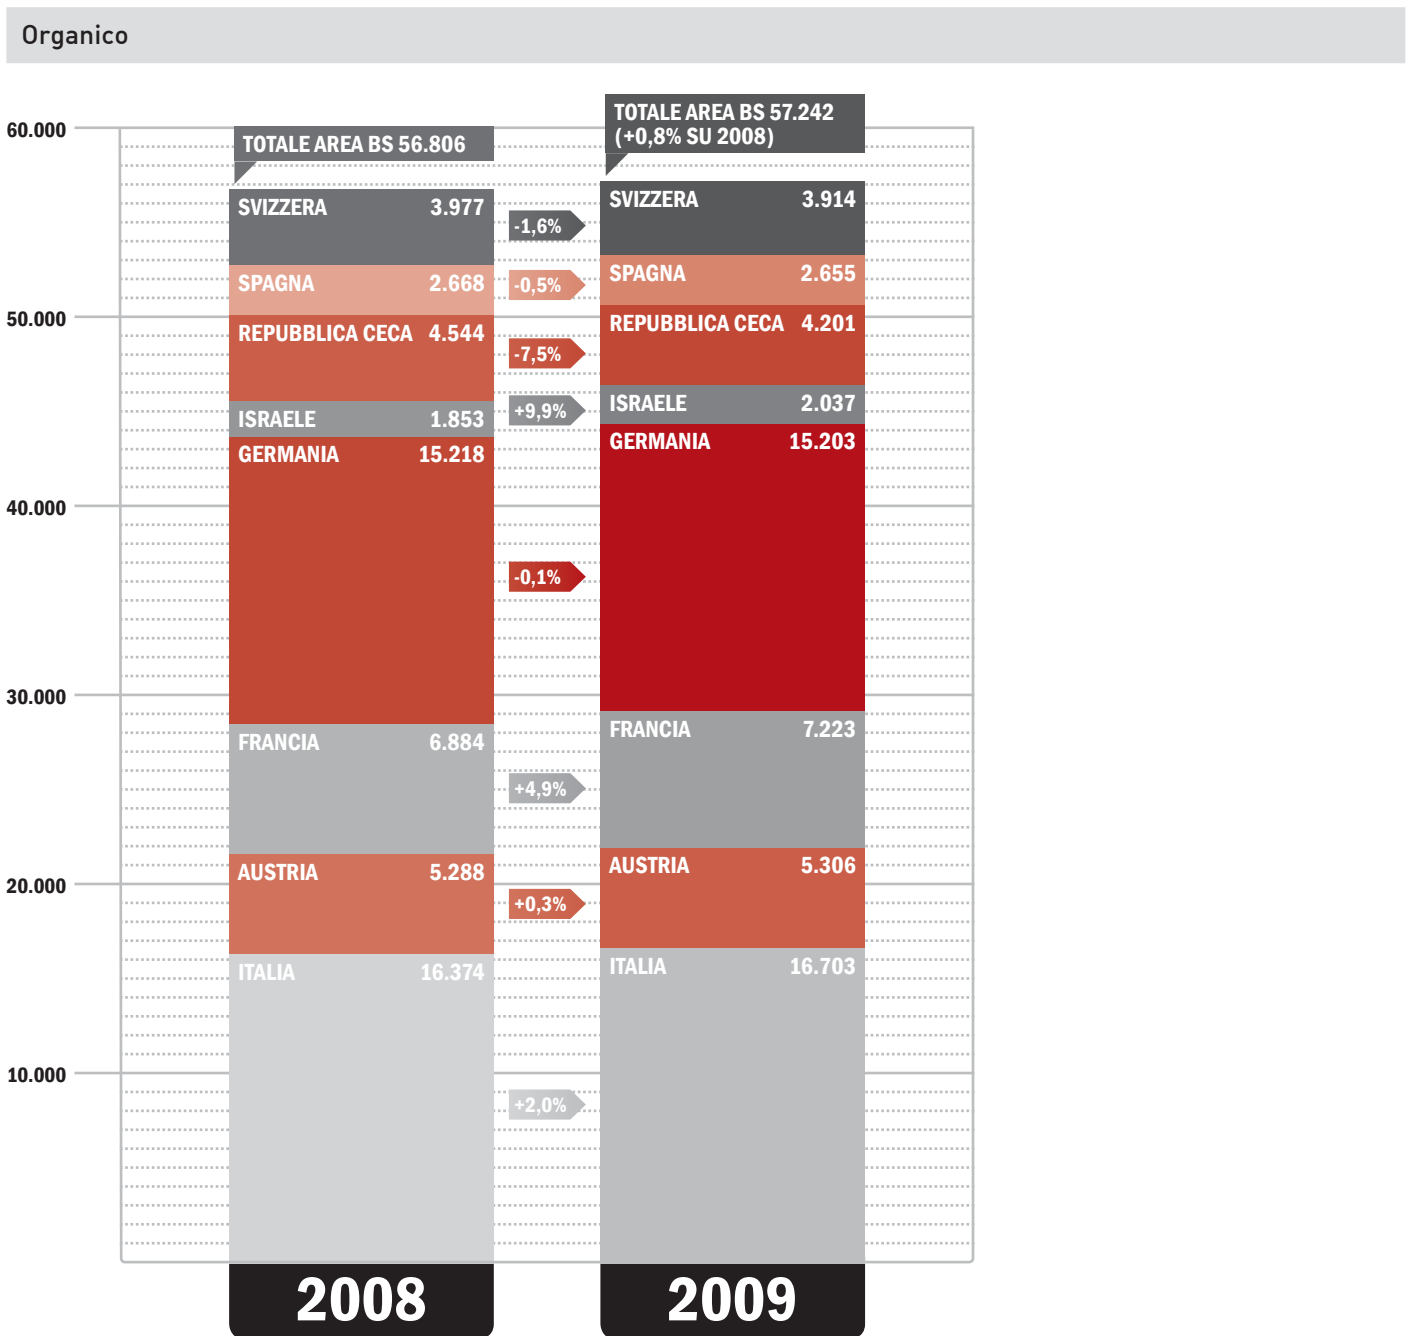 Organico
TOTALE AREA BS 57.242
(+0,8% SU 2008)
60.000
TOTALE AREA BS 56.806
SVIZZERA 3.977
-1,6%
SVIZZERA 3.914
SPAGNA 2.668
-0,5%
SPAGNA 2.655
50.000
REPUBBLICA CECA 4.544
-7,5%
REPUBBLICA CECA 4.201
ISRAELE 1.853
+9,9%
ISRAELE 2.037
GERMANIA 15.218
GERMANIA 15.203
40.000
-0,1%
30.000
FRANCIA 6.884
FRANCIA 7.223
+4,9%
AUSTRIA 5.288
AUSTRIA 5.306
20.000
+0,3%
ITALIA 16.374
ITALIA 16.703
10.000
+2,0%
2008
2009